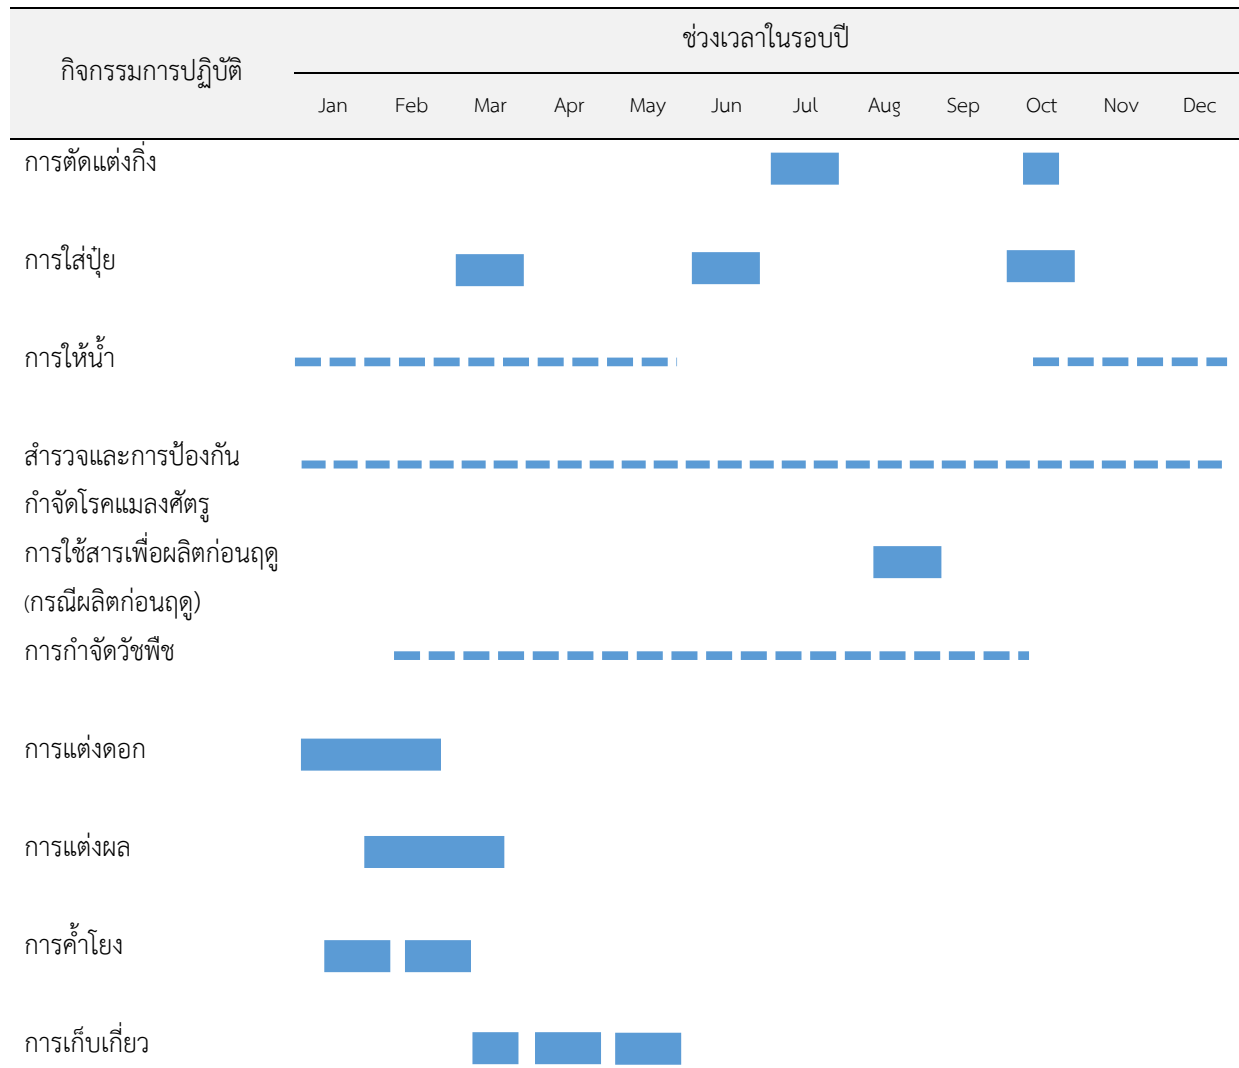 ช่วงเวลาในรอบปี
กิจกรรมการปฏิบัติ
Jan Feb Mar Apr May Jun Jul Aug Sep Oct Nov Dec
การตัดแต่งกิ่ง
การใส่ปุ๋ย
การให้น้ำ
สำรวจและการป้องกัน
กำจัดโรคแมลงศัตรู
การใช้สารเพื่อผลิตก่อนฤดู
(กรณีผลิตก่อนฤดู)
การกำจัดวัชพืช
การแต่งดอก
การแต่งผล
การค้ำโยง
การเก็บเกี่ยว